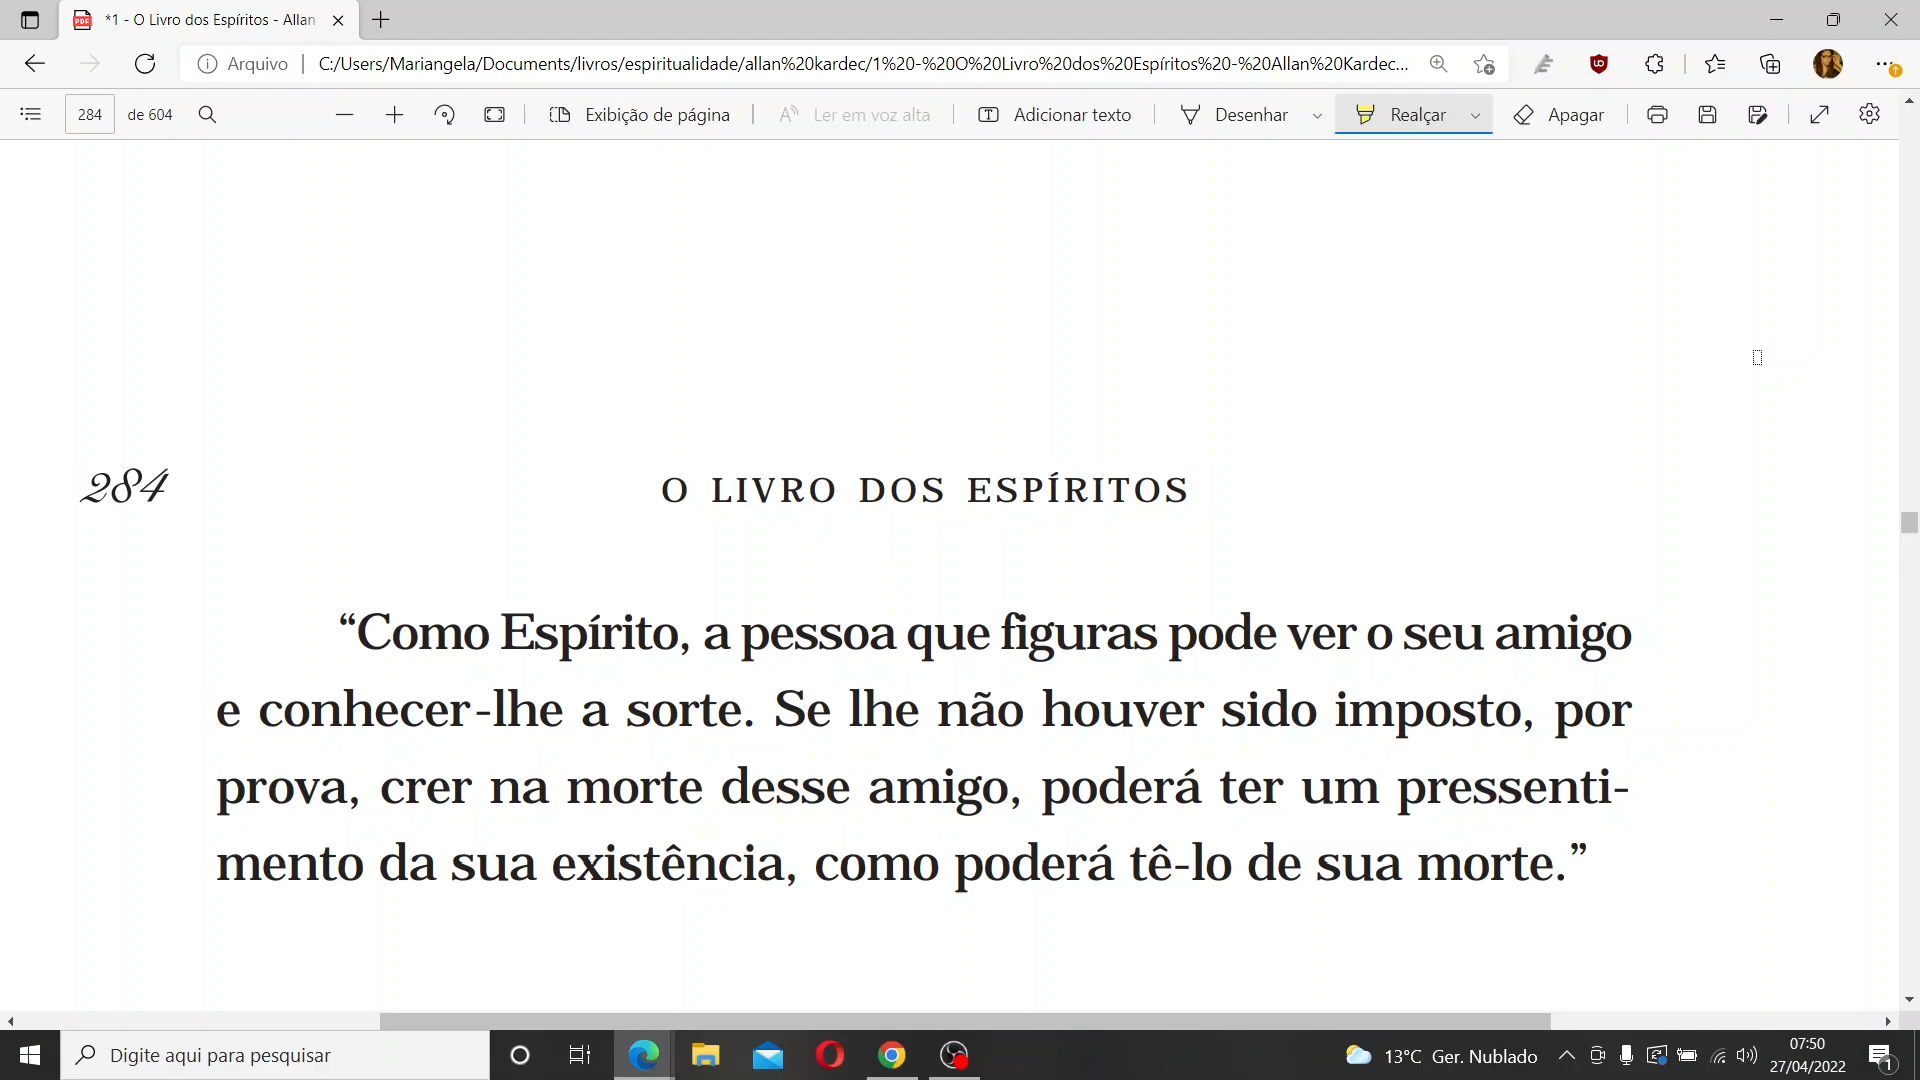 *1 - O Livro dos Espíritos - Allan
Arquivo
C:/Users/Mariangela/Documents/livros/espiritualidade/allan%20kardec/1%20-%20O%20Livro%20dos%20Espíritos%20-%20Allan%20Kardec...
284 de 604
Exibição de página
Ler em voz alta
Adicionar texto
Desenhar
Realçar
Apagar
284
O LIVRO DOS ESPÍRITOS
“Como Espírito, a pessoa que figuras pode ver o seu amigo
e conhecer-lhe a sorte. Se lhe não houver sido imposto, por
prova, crer na morte desse amigo, poderá ter um pressenti-
mento da sua existência, como poderá tê-lo de sua morte.”
Digite aqui para pesquisar
13°C Ger. Nublado
07:50
27/04/2022
1